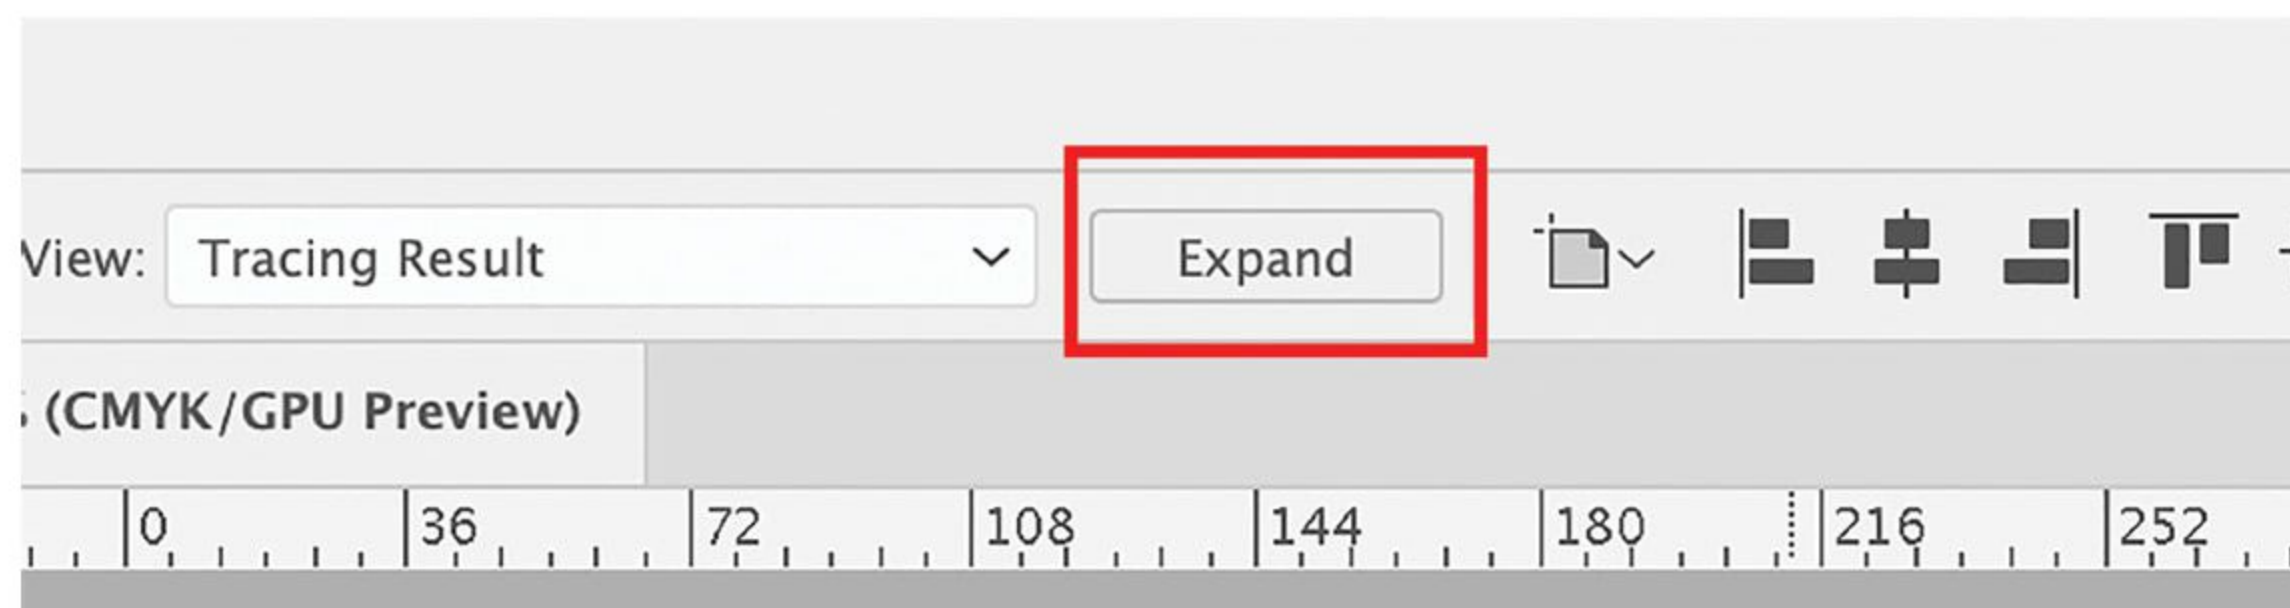 View: Tracing Result Expand
(CMYK/GPU Preview)
0 36 72 108 144 180 216 252